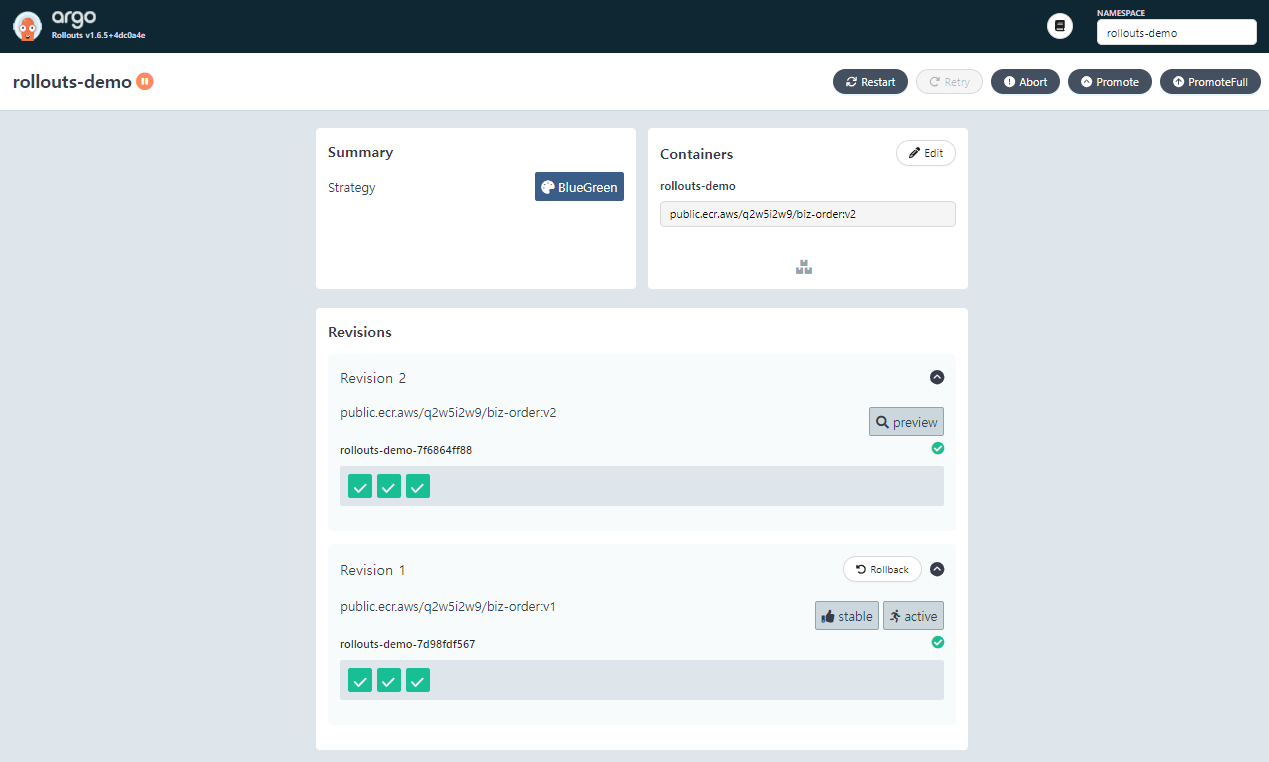 argo
Rollouts v1.6.5+4dc0a4e
NAMESPACE
rollouts-demo
rollouts-demo
Restart
Retry
Abort
Promote
PromoteFull
Summary
Strategy
BlueGreen
Containers
Edit
rollouts-demo
public.ecr.aws/q2w5i2w9/biz-order:v2
Revisions
Revision 2
public.ecr.aws/q2w5i2w9/biz-order:v2
preview
rollouts-demo-7f6864ff88
Revision 1
Rollback
public.ecr.aws/q2w5i2w9/biz-order:v1
stable
active
rollouts-demo-7d98fdf567